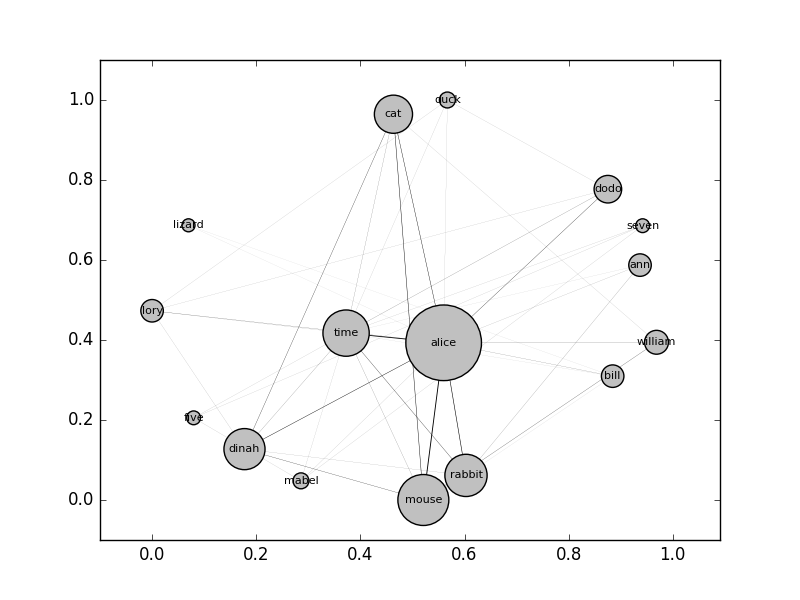 1.0
0.8
0.6
0.4
0.2
0.0
0.0
0.2
0.4
0.6
0.8
1.0
duck
cat
dodo
lizard
seven
ann
lory
time
alice
william
bill
five
dinah
mabel
rabbit
mouse